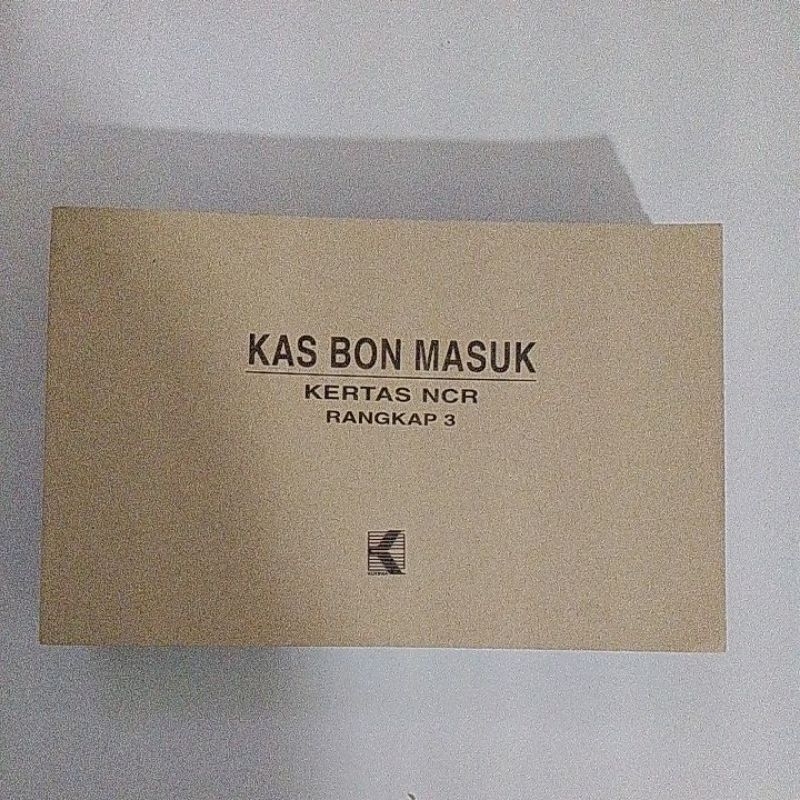 KAS BON MASUK
KERTAS NCR
RANGKAP 3